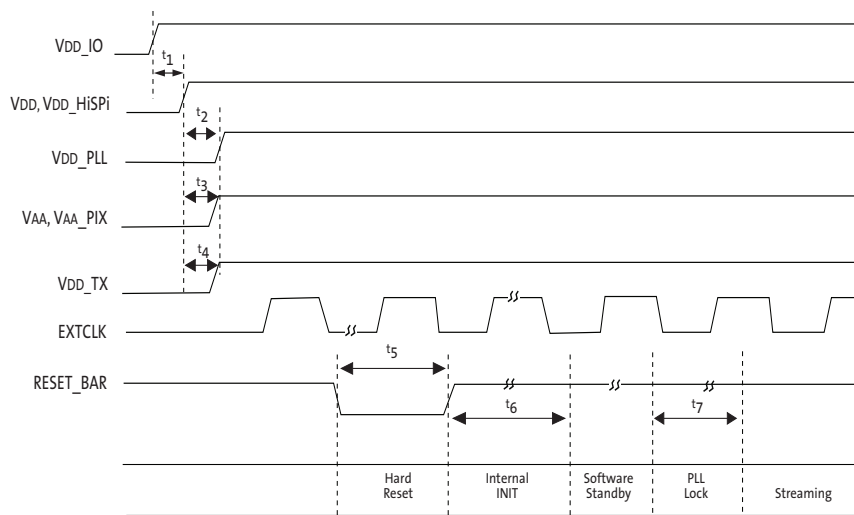 VDD_IO
t1
VDD, VDD_HiSPi
t2
VDD_PLL
t3
VAA, VAA_PIX
t4
VDD_TX
EXTCLK
t5
RESET_BAR
t6
t7
Hard
Reset
Internal
INIT
Software
Standby
PLL
Lock
Streaming